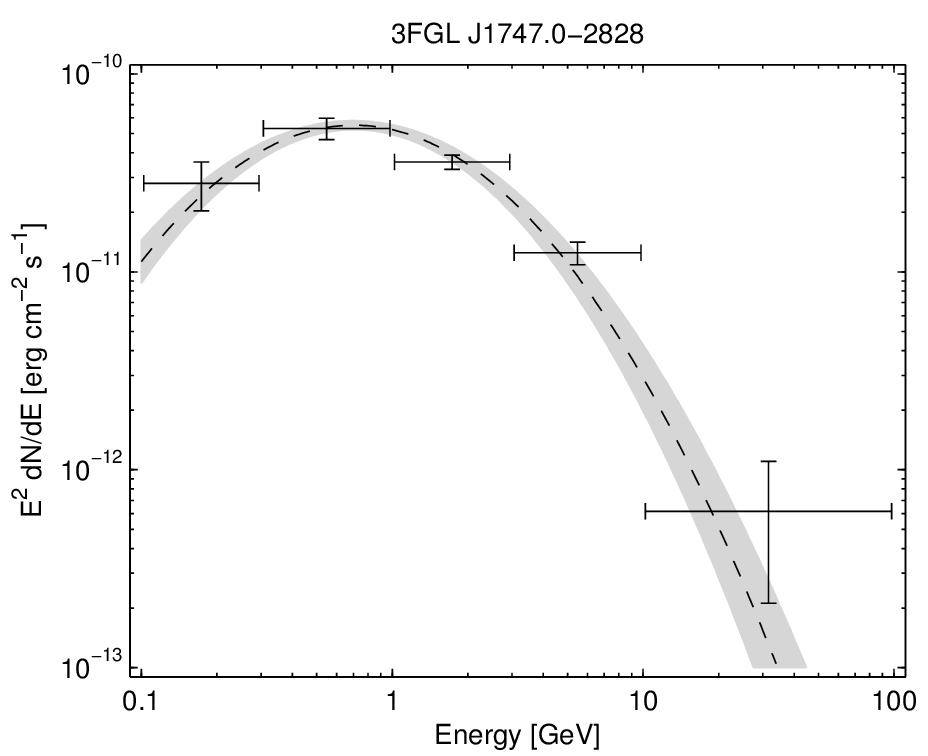 3FGL J1747.0−2828
10⁻¹⁰
10⁻¹¹
10⁻¹²
10⁻¹³
E² dN/dE [erg cm⁻² s⁻¹]
0.1 1 10 100
Energy [GeV]